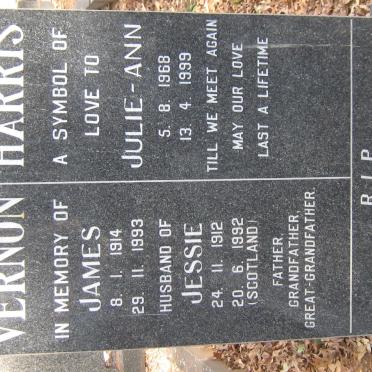 VERNON HARRIS
IN MEMORY OF
JAMES
8. 1. 1914
29. 11. 1993
HUSBAND OF
JESSIE
24. 11. 1912
20. 6. 1992
(SCOTLAND)
FATHER,
GRANDFATHER,
GREAT-GRANDFATHER.
A SYMBOL OF
LOVE TO
JULIE-ANN
5. 8. 1968
13. 4. 1999
TILL WE MEET AGAIN
MAY OUR LOVE
LAST A LIFETIME
R.I.P.